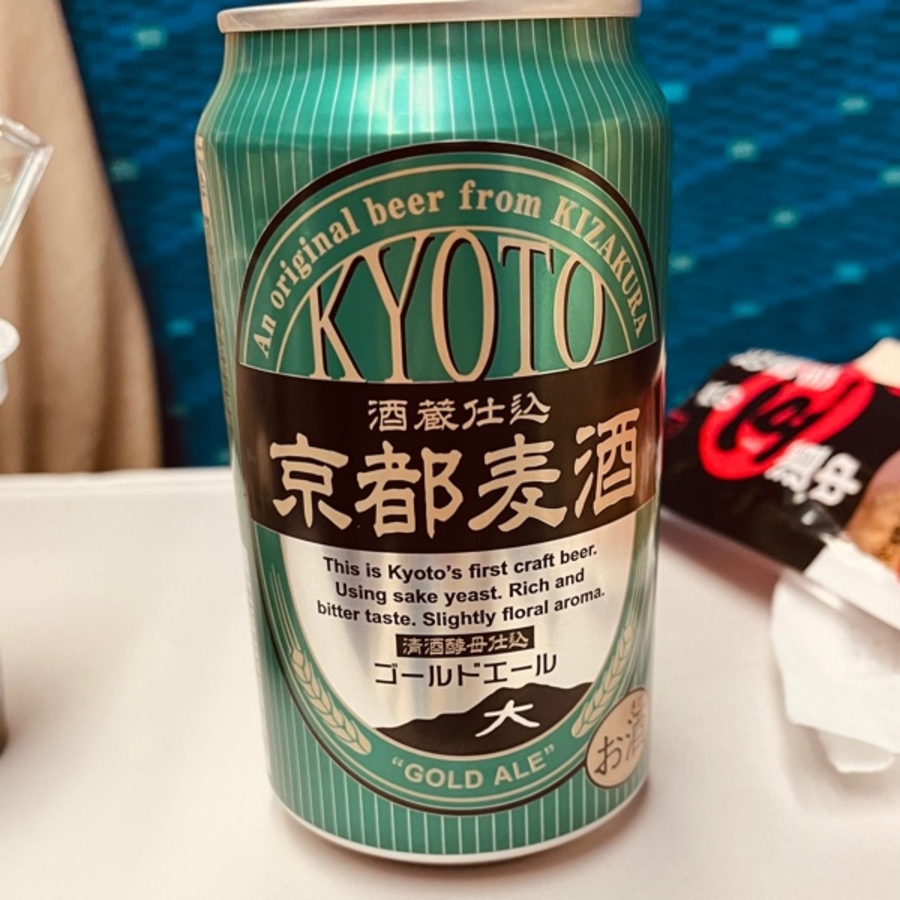 An original beer from KIZAKURA
KYOTO
酒蔵仕込
京都麦酒
This is Kyoto's first craft beer.
Using sake yeast. Rich and
bitter taste. Slightly floral aroma.
清酒酵母仕込
ゴールドエール
大
お酒
"GOLD ALE"